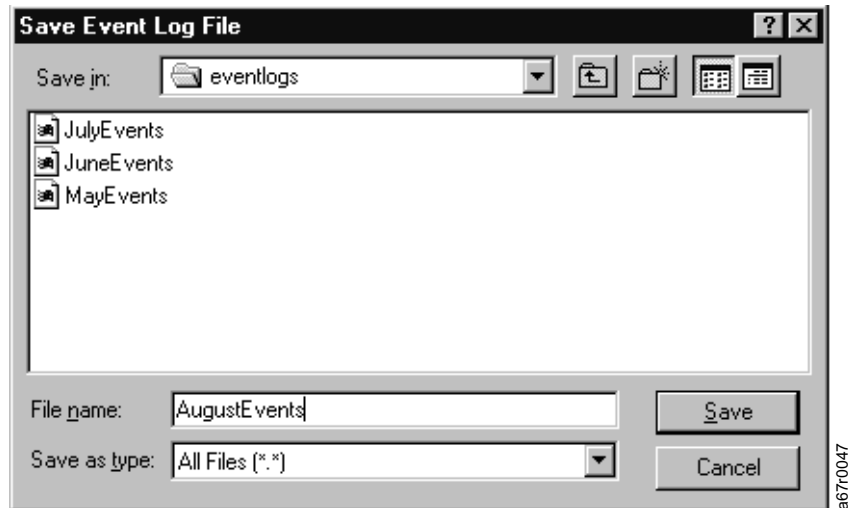 Save Event Log File
Save in: eventlogs
JulyEvents
JuneEvents
MayEvents
File name: AugustEvents Save
Save as type: All Files (*.*) Cancel
a67r0047